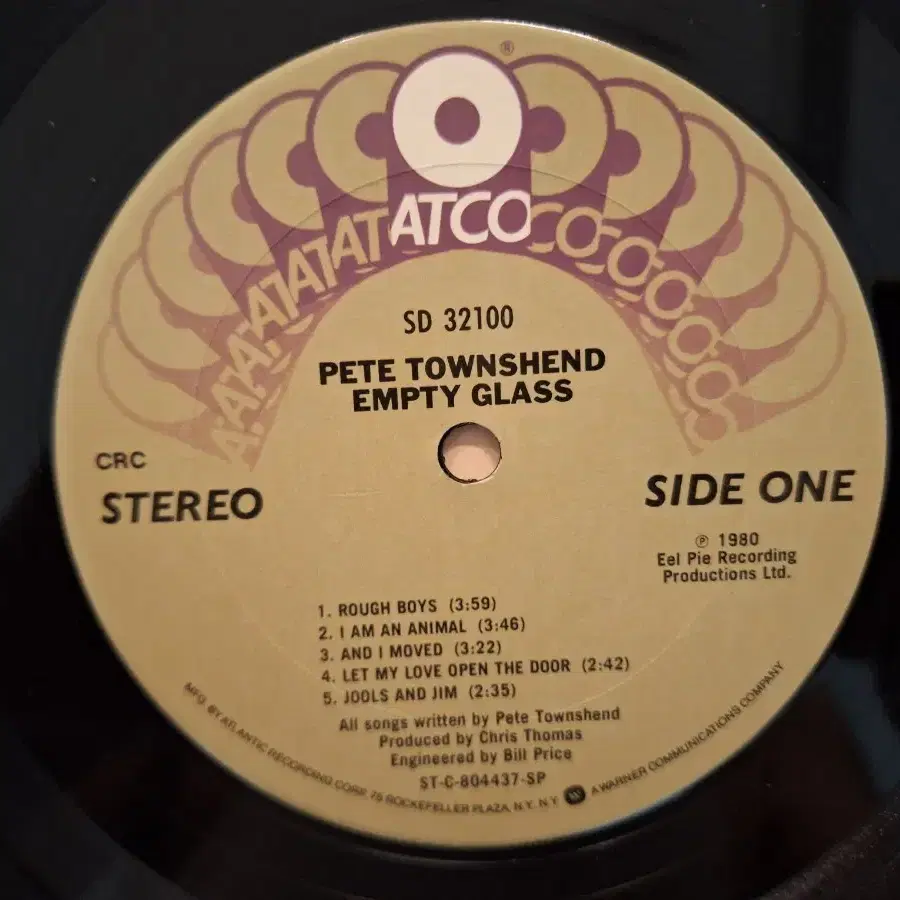 ®
ATATATATATATCOCOCOCOCOCO
SD 32100
PETE TOWNSHEND
EMPTY GLASS
CRC
STEREO
SIDE ONE
℗ 1980
Eel Pie Recording
Productions Ltd.
1. ROUGH BOYS (3:59)
2. I AM AN ANIMAL (3:46)
3. AND I MOVED (3:22)
4. LET MY LOVE OPEN THE DOOR (2:42)
5. JOOLS AND JIM (2:35)
All songs written by Pete Townshend
Produced by Chris Thomas
Engineered by Bill Price
ST-C-804437-SP
MFG. BY ATLANTIC RECORDING CORP. 75 ROCKEFELLER PLAZA, N.Y. N.Y. A WARNER COMMUNICATIONS COMPANY